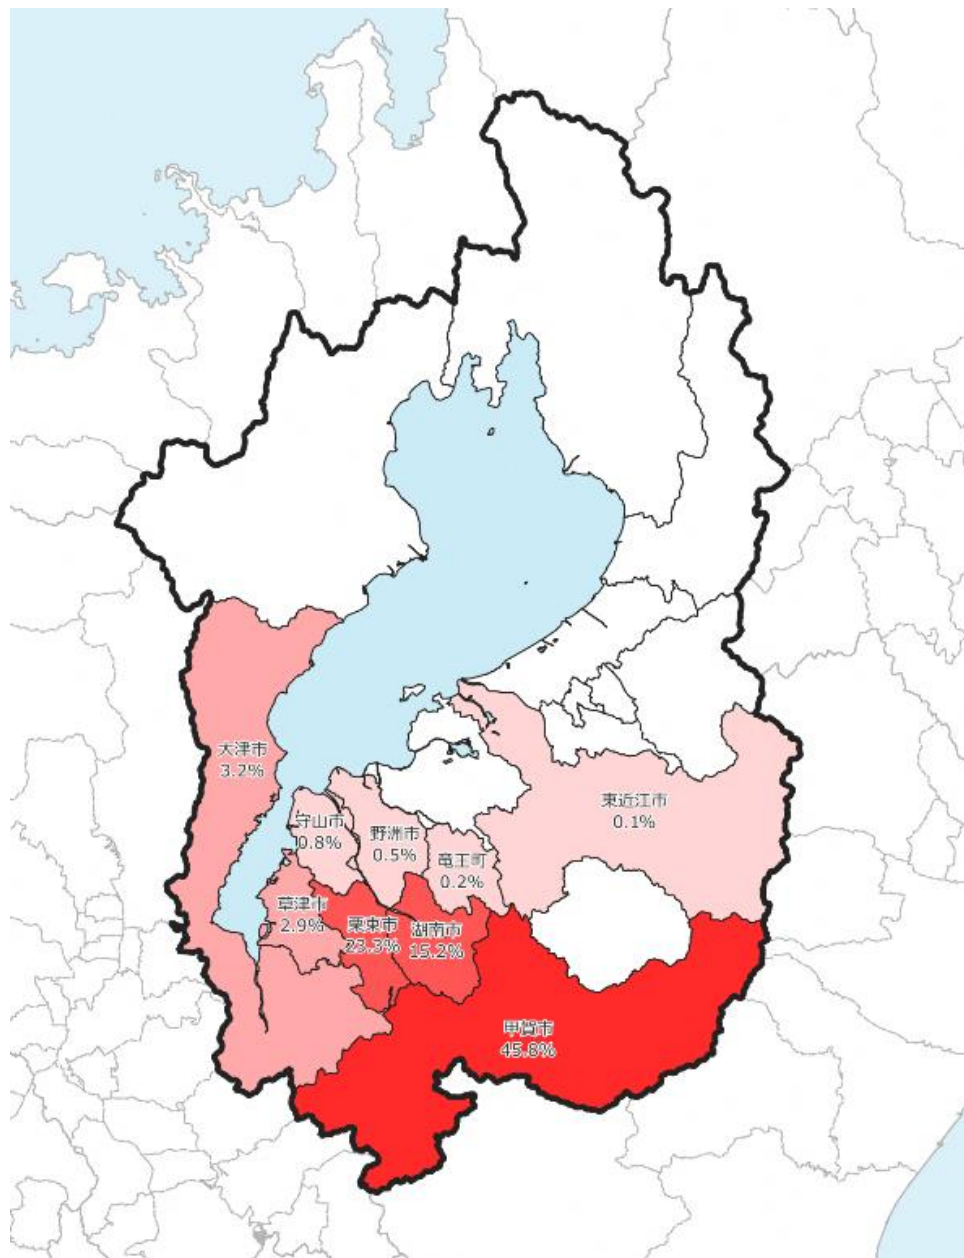 大津市
3.2%
東近江市
0.1%
守山市
0.8%
野洲市
0.5%
竜王町
0.2%
草津市
2.9%
栗東市
23.3%
湖南市
15.2%
甲賀市
45.8%